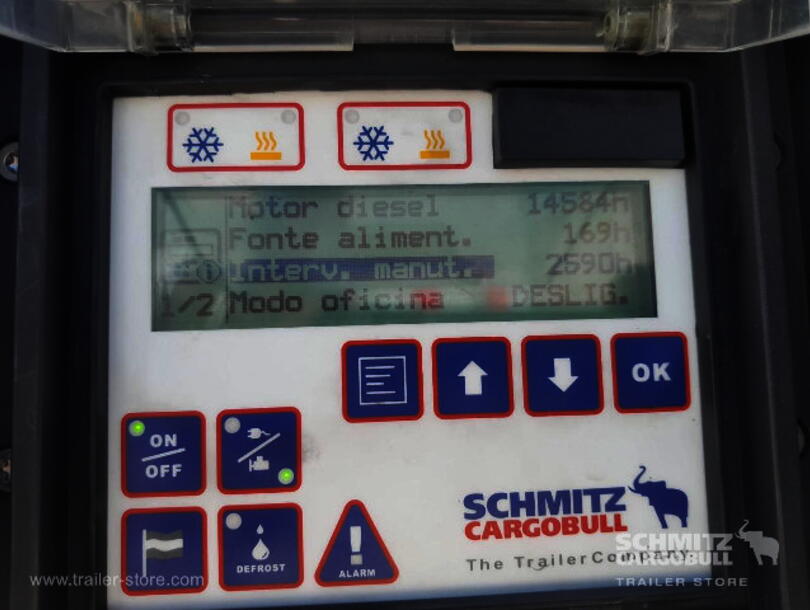 Motor diesel 14584h
Fonte aliment. 169h
Interv. manut. 2590h
1/2 Modo oficina DESLIG.
OK
ON
OFF
DEFROST
ALARM
SCHMITZ
CARGOBULL
The TrailerCompany.
SCHMITZ
CARGOBULL
TRAILER STORE
www.trailer-store.com